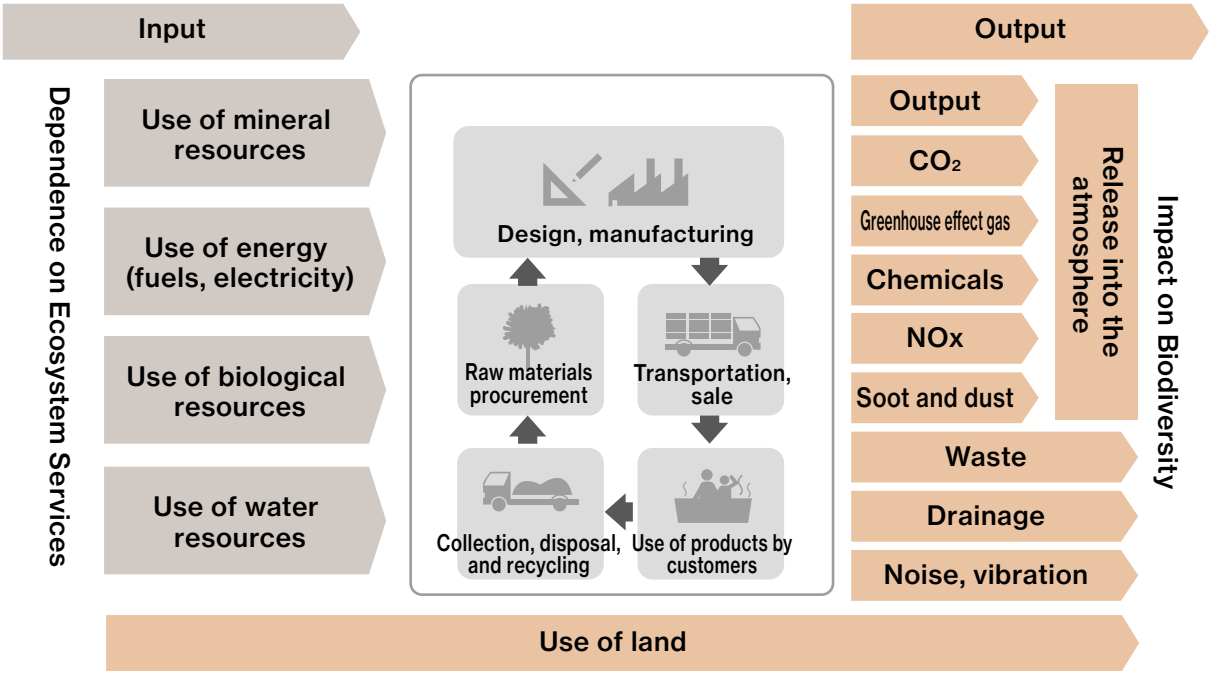 Input
Output
Dependence on Ecosystem Services
Use of mineral
resources
Use of energy
(fuels, electricity)
Use of biological
resources
Use of water
resources
Design, manufacturing
Raw materials
procurement
Transportation,
sale
Collection, disposal,
and recycling
Use of products by
customers
Output
CO₂
Greenhouse effect gas
Chemicals
NOx
Soot and dust
Release into the
atmosphere
Waste
Drainage
Noise, vibration
Impact on Biodiversity
Use of land